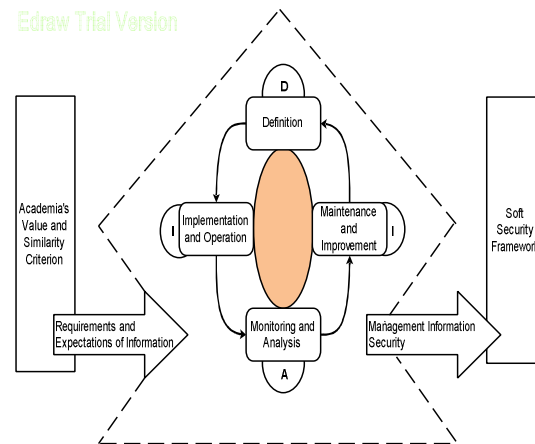 Edraw Trial Version
D
Definition
Academia's
Value and
Similarity
Criterion
I
Implementation
and Operation
Maintenance
and
Improvement
I
Soft
Security
Framework
Requirements and
Expectations of Information
Monitoring and
Analysis
A
Management Information
Security